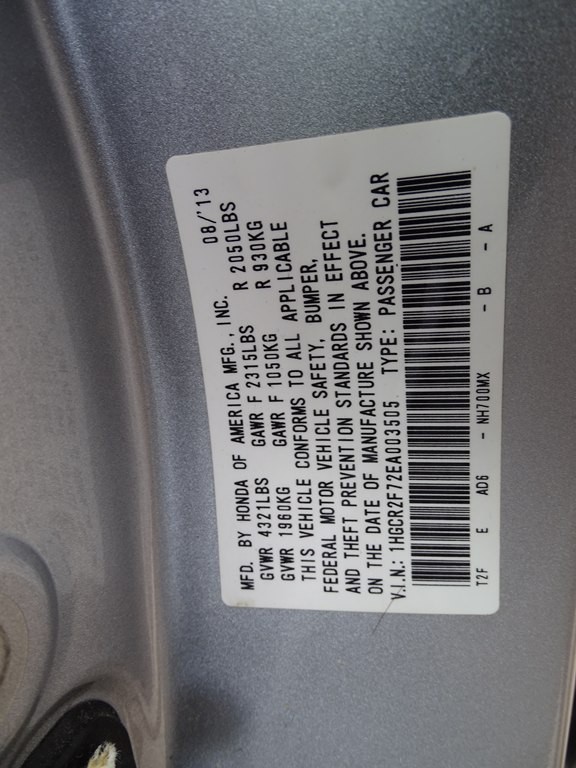 MFD. BY HONDA OF AMERICA MFG., INC. 08/'13
GVWR 4321LBS GAWR F 2315LBS R 2050LBS
GVWR 1960KG GAWR F 1050KG R 930KG
THIS VEHICLE CONFORMS TO ALL APPLICABLE
FEDERAL MOTOR VEHICLE SAFETY, BUMPER,
AND THEFT PREVENTION STANDARDS IN EFFECT
ON THE DATE OF MANUFACTURE SHOWN ABOVE.
V.I.N.: 1HGCR2F72EA003505 TYPE: PASSENGER CAR
T2F E AD6 - NH700MX - B - A